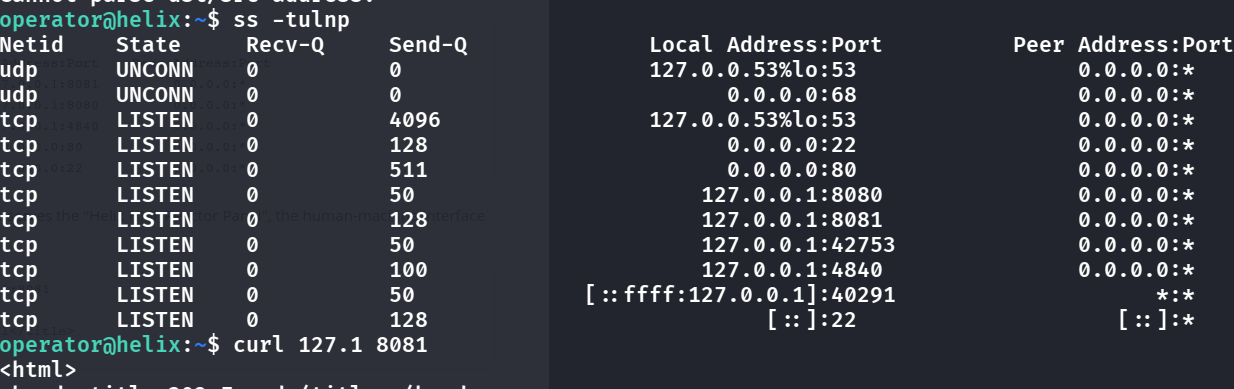 operator@helix:~$ ss -tulnp
Netid State Recv-Q Send-Q Local Address:Port Peer Address:Port
udp UNCONN 0 0 127.0.0.53%lo:53 0.0.0.0:*
udp UNCONN 0 0 0.0.0.0:68 0.0.0.0:*
tcp LISTEN 0 4096 127.0.0.53%lo:53 0.0.0.0:*
tcp LISTEN 0 128 0.0.0.0:22 0.0.0.0:*
tcp LISTEN 0 511 0.0.0.0:80 0.0.0.0:*
tcp LISTEN 0 50 127.0.0.1:8080 0.0.0.0:*
tcp LISTEN 0 128 127.0.0.1:8081 0.0.0.0:*
tcp LISTEN 0 50 127.0.0.1:42753 0.0.0.0:*
tcp LISTEN 0 100 127.0.0.1:4840 0.0.0.0:*
tcp LISTEN 0 50 [::ffff:127.0.0.1]:40291 *:*
tcp LISTEN 0 128 [::]:22 [::]:*
operator@helix:~$ curl 127.1 8081
<html>